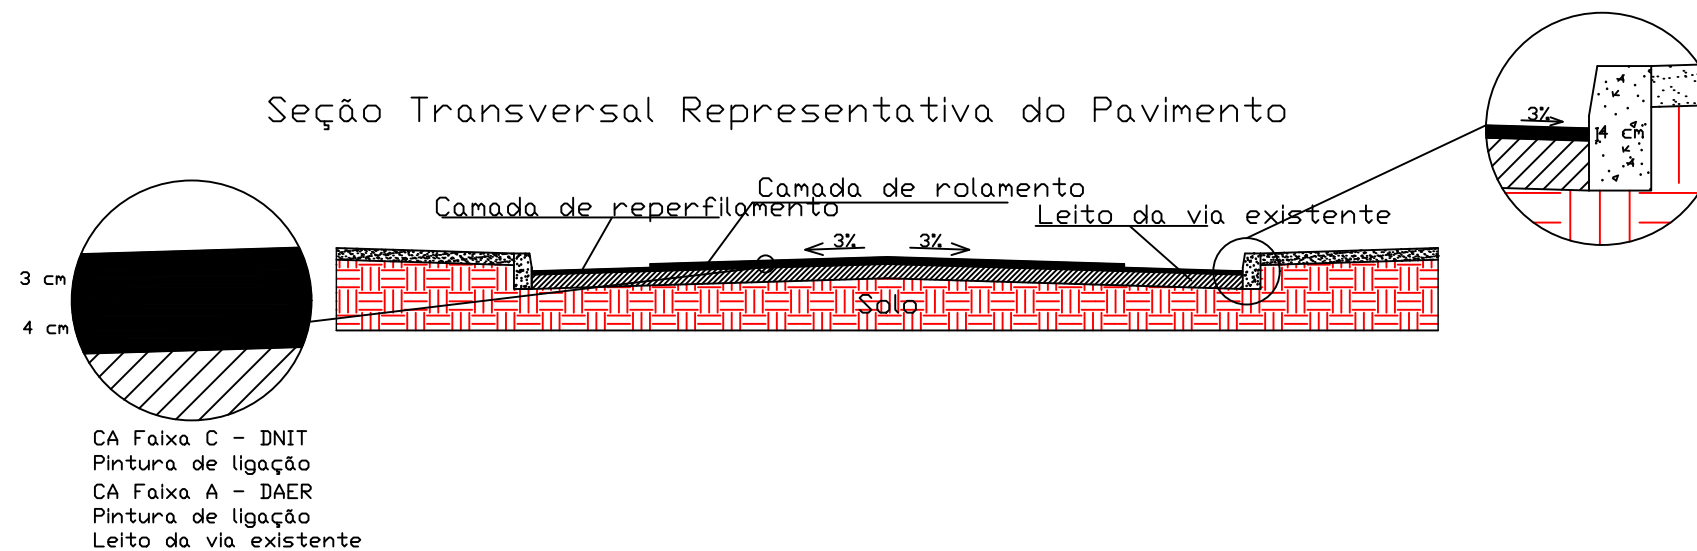 Seção Transversal Representativa do Pavimento
3%
4 cm
Camada de rolamento
Camada de reperfilamento
Leito da via existente
3% 3%
3 cm
Solo
4 cm
CA Faixa C - DNIT
Pintura de ligação
CA Faixa A - DAER
Pintura de ligação
Leito da via existente